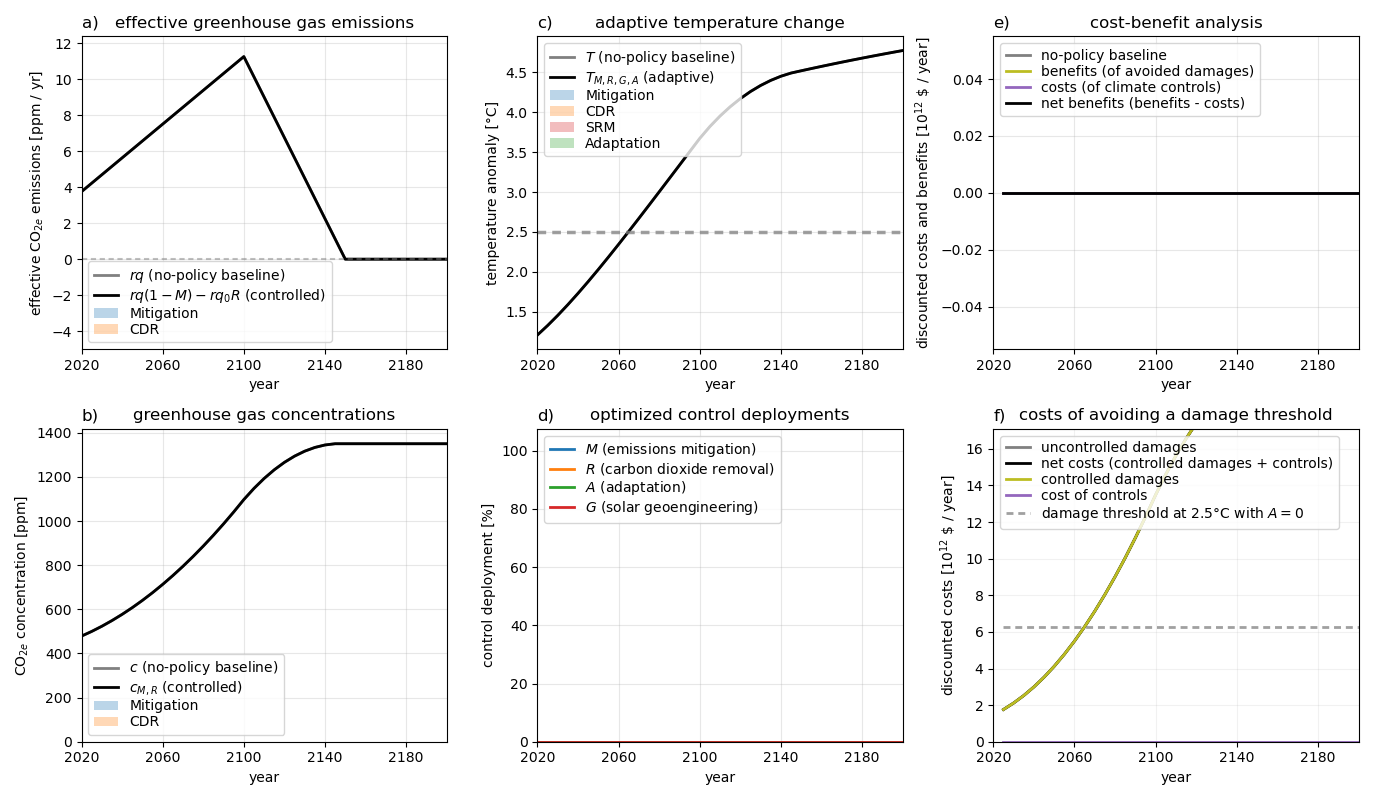 a) effective greenhouse gas emissions
effective CO2e emissions [ppm / yr]
12
10
8
6
4
2
0
−2
−4
rq (no-policy baseline)
rq(1 − M) − rq0R (controlled)
Mitigation
CDR
2020 2060 2100 2140 2180
year
c) adaptive temperature change
temperature anomaly [°C]
4.5
4.0
3.5
3.0
2.5
2.0
1.5
T (no-policy baseline)
TM, R, G, A (adaptive)
Mitigation
CDR
SRM
Adaptation
2020 2060 2100 2140 2180
year
e) cost-benefit analysis
discounted costs and benefits [10^12 $ / year]
0.04
0.02
0.00
−0.02
−0.04
no-policy baseline
benefits (of avoided damages)
costs (of climate controls)
net benefits (benefits - costs)
2020 2060 2100 2140 2180
year
b) greenhouse gas concentrations
CO2e concentration [ppm]
1400
1200
1000
800
600
400
200
0
c (no-policy baseline)
cM, R (controlled)
Mitigation
CDR
2020 2060 2100 2140 2180
year
d) optimized control deployments
control deployment [%]
100
80
60
40
20
0
M (emissions mitigation)
R (carbon dioxide removal)
A (adaptation)
G (solar geoengineering)
2020 2060 2100 2140 2180
year
f) costs of avoiding a damage threshold
discounted costs [10^12 $ / year]
16
14
12
10
8
6
4
2
0
uncontrolled damages
net costs (controlled damages + controls)
controlled damages
cost of controls
damage threshold at 2.5°C with A = 0
2020 2060 2100 2140 2180
year